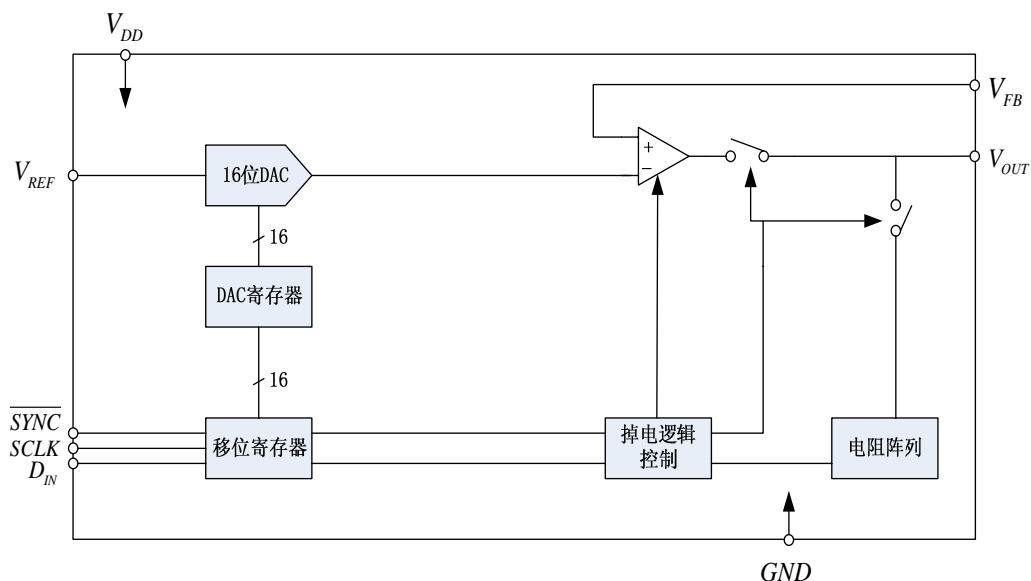 V_DD
V_FB
+
−
V_REF
16位DAC
V_OUT
16
DAC寄存器
16
S̅Y̅N̅C̅
SCLK
D_IN
移位寄存器
掉电逻辑
控制
电阻阵列
GND